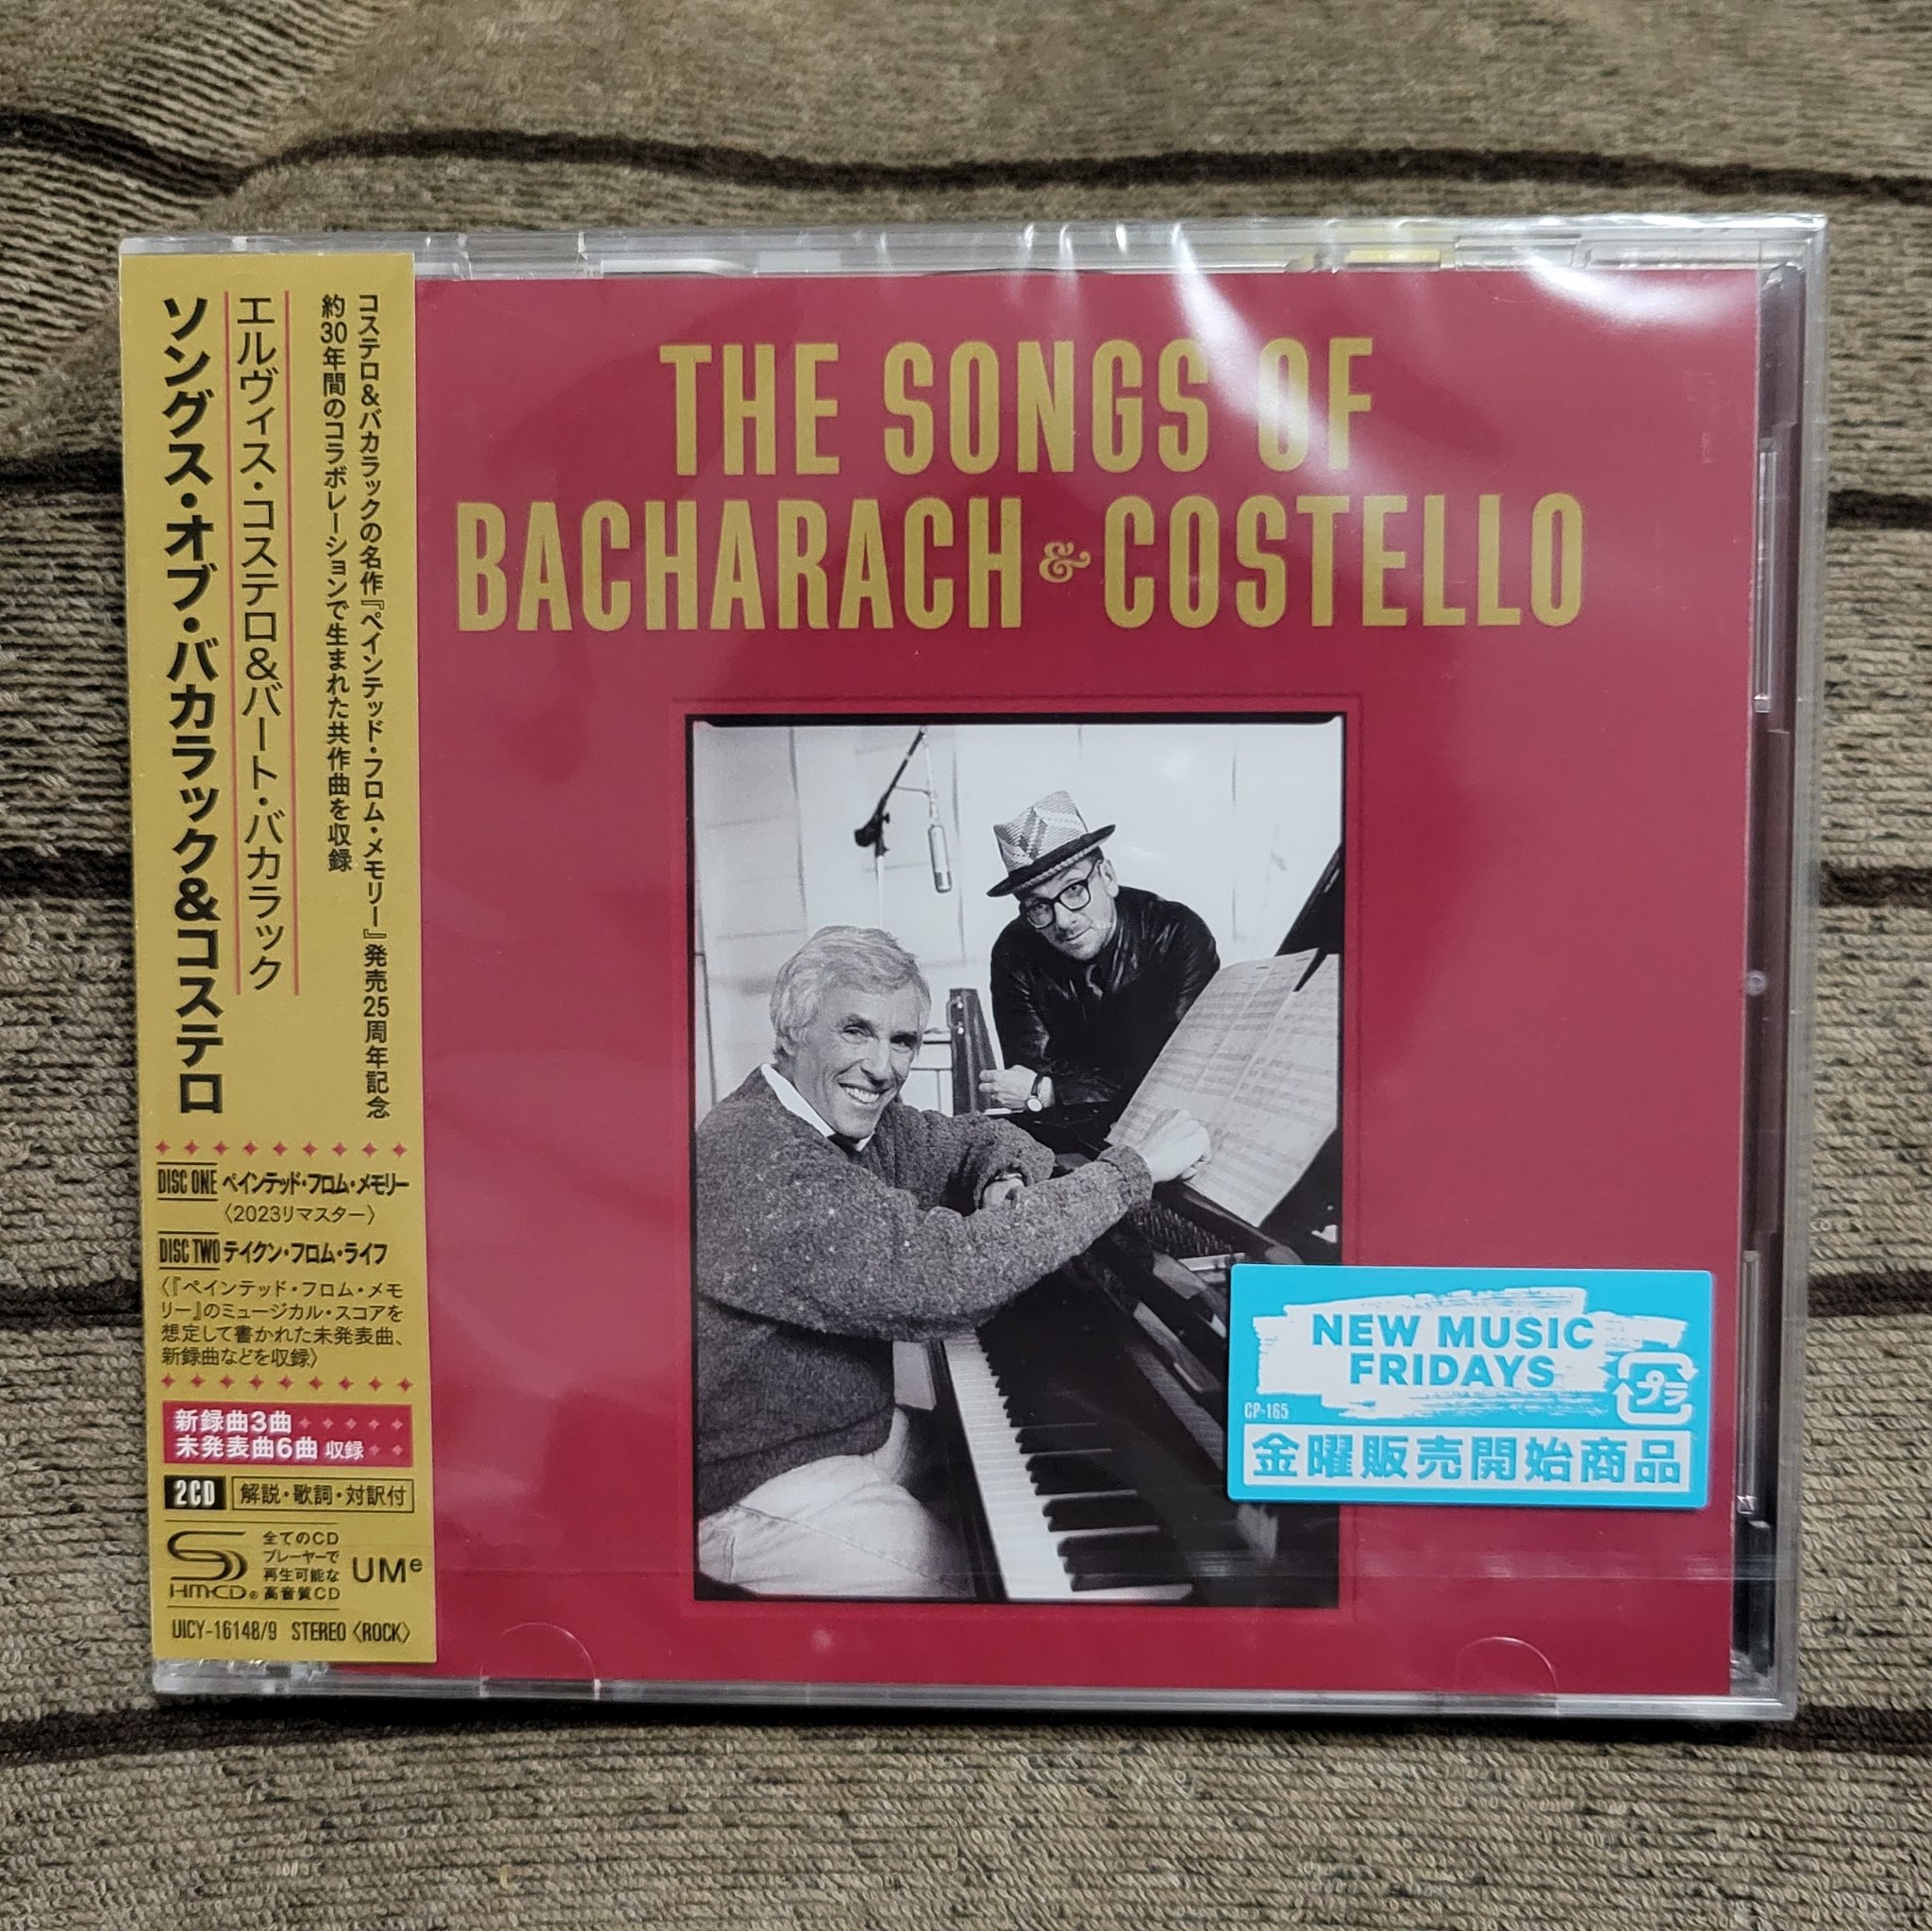 コステロ&バカラックの名作『ペインテッド・フロム・メモリー』発売25周年記念
約30年間のコラボレーションで生まれた共作曲を収録
エルヴィス・コステロ&バート・バカラック
ソングス・オブ・バカラック&コステロ
DISC ONE ペインテッド・フロム・メモリー
〈2023リマスター〉
DISC TWO テイクン・フロム・ライフ
〈『ペインテッド・フロム・メモ
リー』のミュージカル・スコアを
想定して書かれた未発表曲、
新録曲などを収録〉
新録曲3曲
未発表曲6曲 収録
2CD 解説・歌詞・対訳付
SHM-CD®
全てのCD
プレーヤーで
再生可能な
高音質CD
UMe
UICY-16148/9 STEREO〈ROCK〉
THE SONGS OF
BACHARACH & COSTELLO
NEW MUSIC
FRIDAYS
CP-165
プラ
金曜販売開始商品